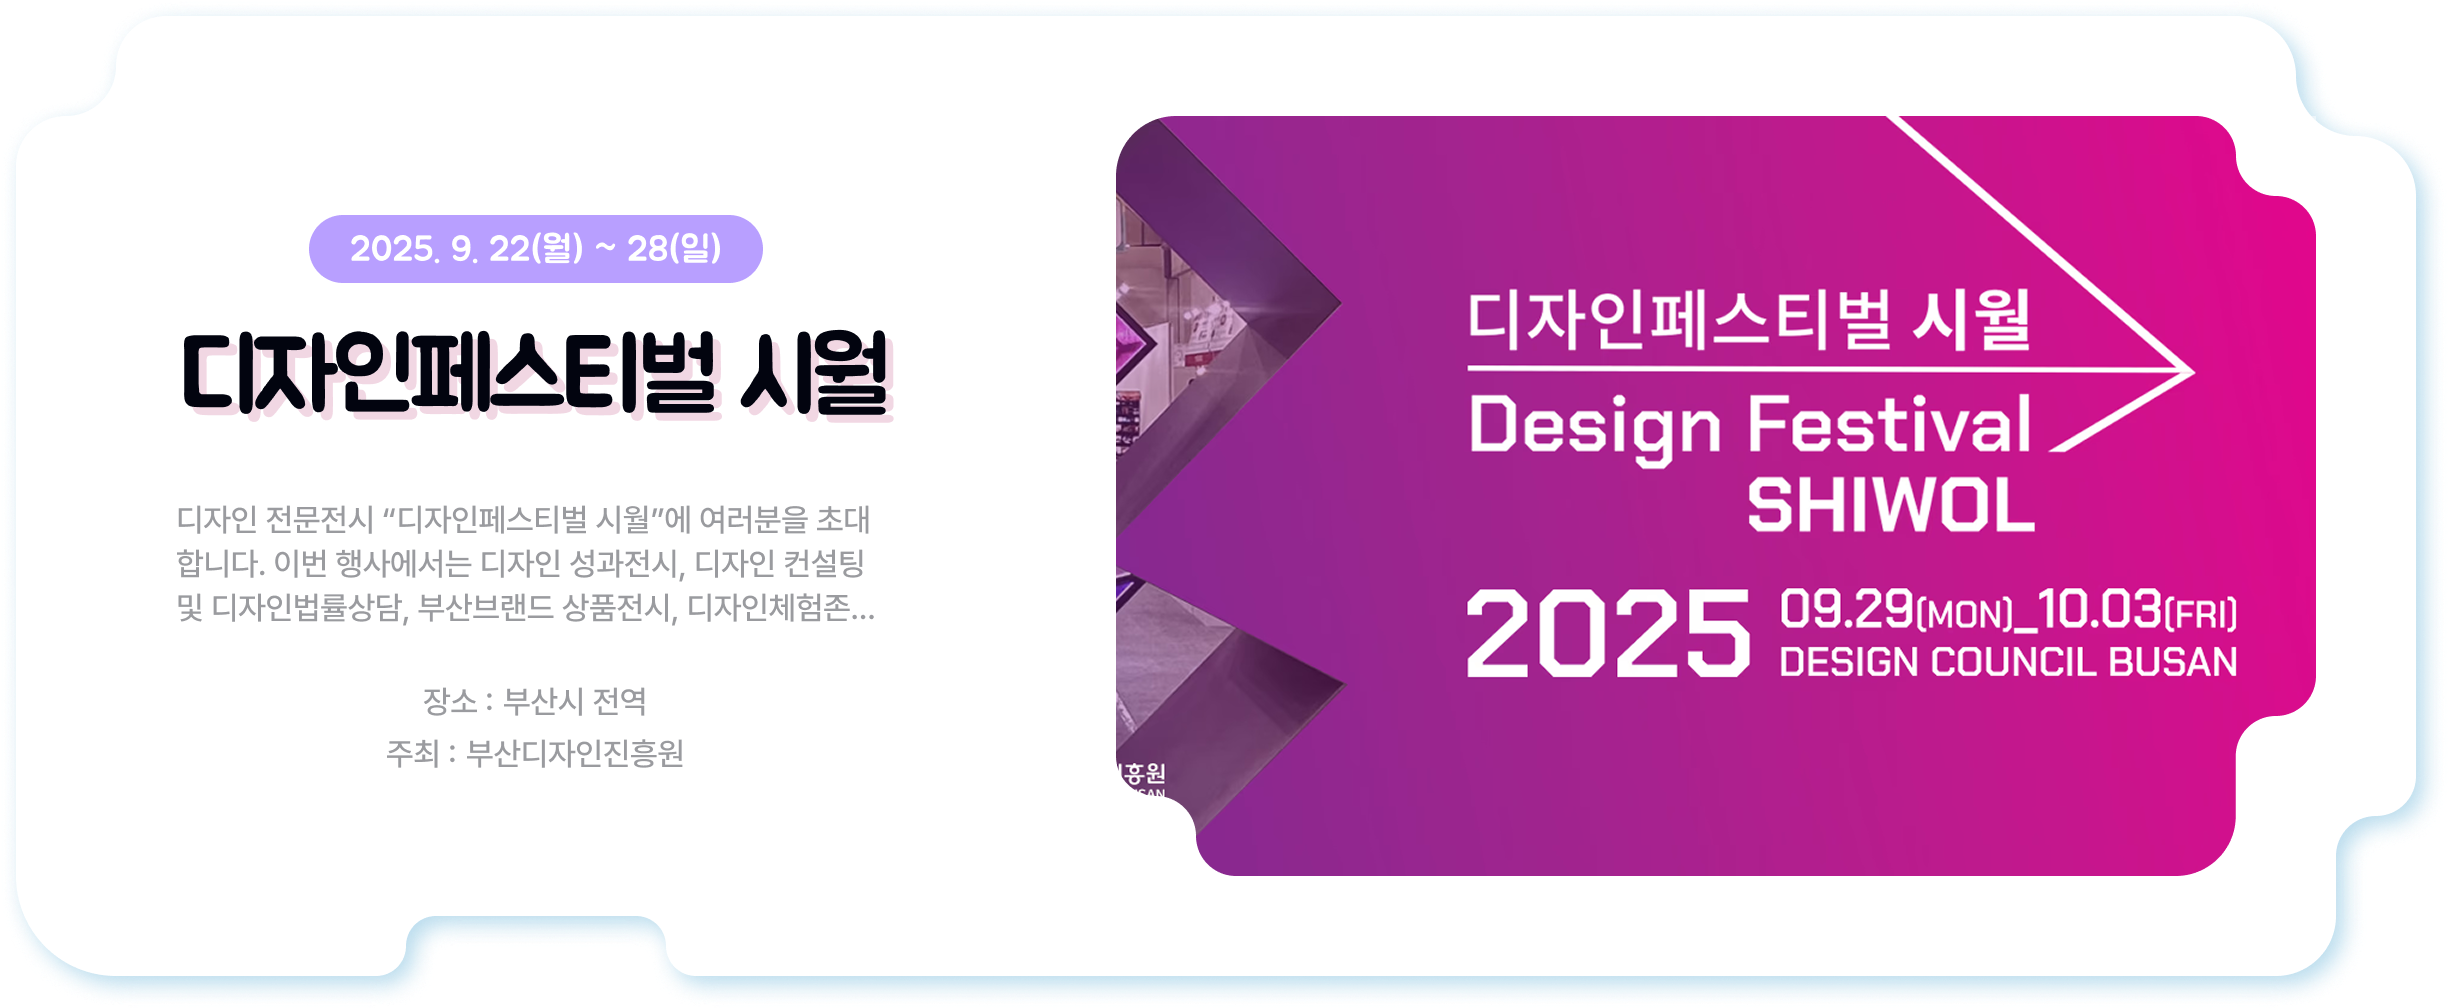 2025. 9. 22(월) ~ 28(일)
디자인페스티벌 시월
디자인 전문전시 “디자인페스티벌 시월”에 여러분을 초대
합니다. 이번 행사에서는 디자인 성과전시, 디자인 컨설팅
및 디자인법률상담, 부산브랜드 상품전시, 디자인체험존...
장소 : 부산시 전역
주최 : 부산디자인진흥원
디자인페스티벌 시월
Design Festival
SHIWOL
2025 09.29(MON)_10.03(FRI)
DESIGN COUNCIL BUSAN
흥원